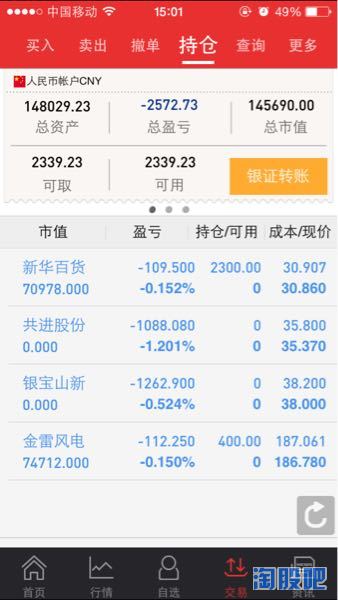 中国移动 15:01 49%
买入 卖出 撤单 持仓 查询 更多
人民币帐户CNY
148029.23 -2572.73 145690.00
总资产 总盈亏 总市值
2339.23 2339.23
可取 可用 银证转账
市值 盈亏 持仓/可用 成本/现价
新华百货 -109.500 2300.00 30.907
70978.000 -0.152% 0 30.860
共进股份 -1088.080 0 35.800
0.000 -1.201% 0 35.370
银宝山新 -1262.900 0 38.200
0.000 -0.524% 0 38.000
金雷风电 -112.250 400.00 187.061
74712.000 -0.150% 0 186.780
首页 行情 自选 交易 资讯
淘股吧